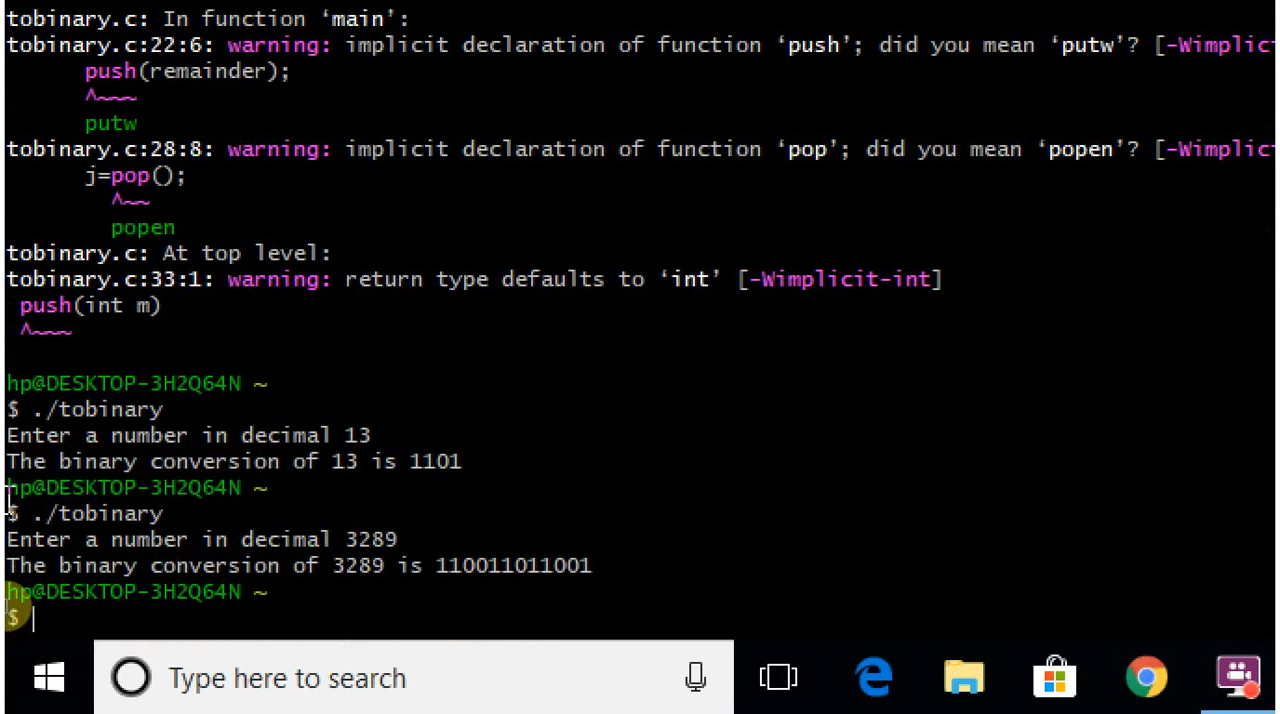 tobinary.c: In function ‘main’:
tobinary.c:22:6: warning: implicit declaration of function ‘push’; did you mean ‘putw’? [-Wimplic
push(remainder);
^~~~
putw
tobinary.c:28:8: warning: implicit declaration of function ‘pop’; did you mean ‘popen’? [-Wimplic
j=pop();
^~~
popen
tobinary.c: At top level:
tobinary.c:33:1: warning: return type defaults to ‘int’ [-Wimplicit-int]
push(int m)
^~~~
hp@DESKTOP-3H2Q64N ~
$ ./tobinary
Enter a number in decimal 13
The binary conversion of 13 is 1101
hp@DESKTOP-3H2Q64N ~
$ ./tobinary
Enter a number in decimal 3289
The binary conversion of 3289 is 110011011001
hp@DESKTOP-3H2Q64N ~
$
Type here to search